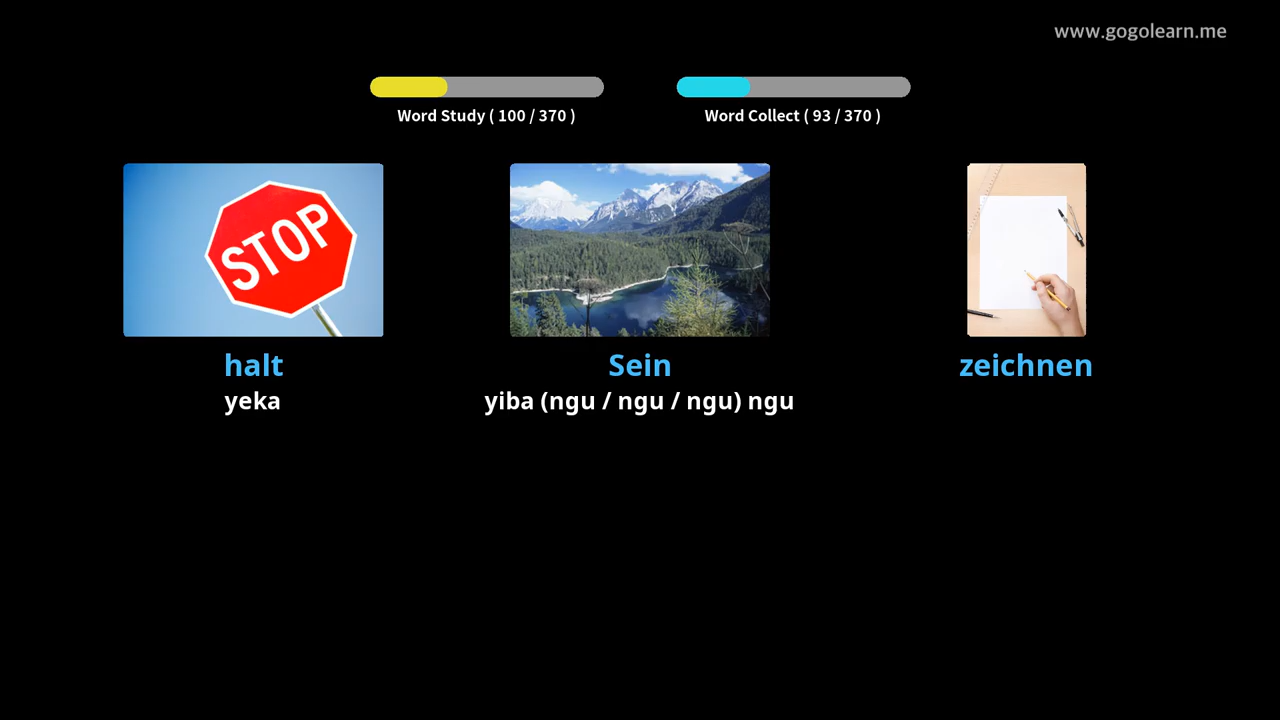 www.gogolearn.me
Word Study ( 100 / 370 )
Word Collect ( 93 / 370 )
STOP
halt
Sein
zeichnen
yeka
yiba (ngu / ngu / ngu) ngu